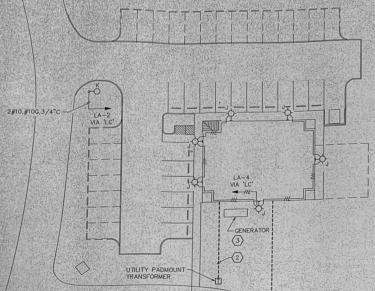 2#10,#10G,3/4"C
LA-2
VIA "LC"
LA-4
VIA "LC"
GENERATOR
3
2
UTILITY PADMOUNT
TRANSFORMER